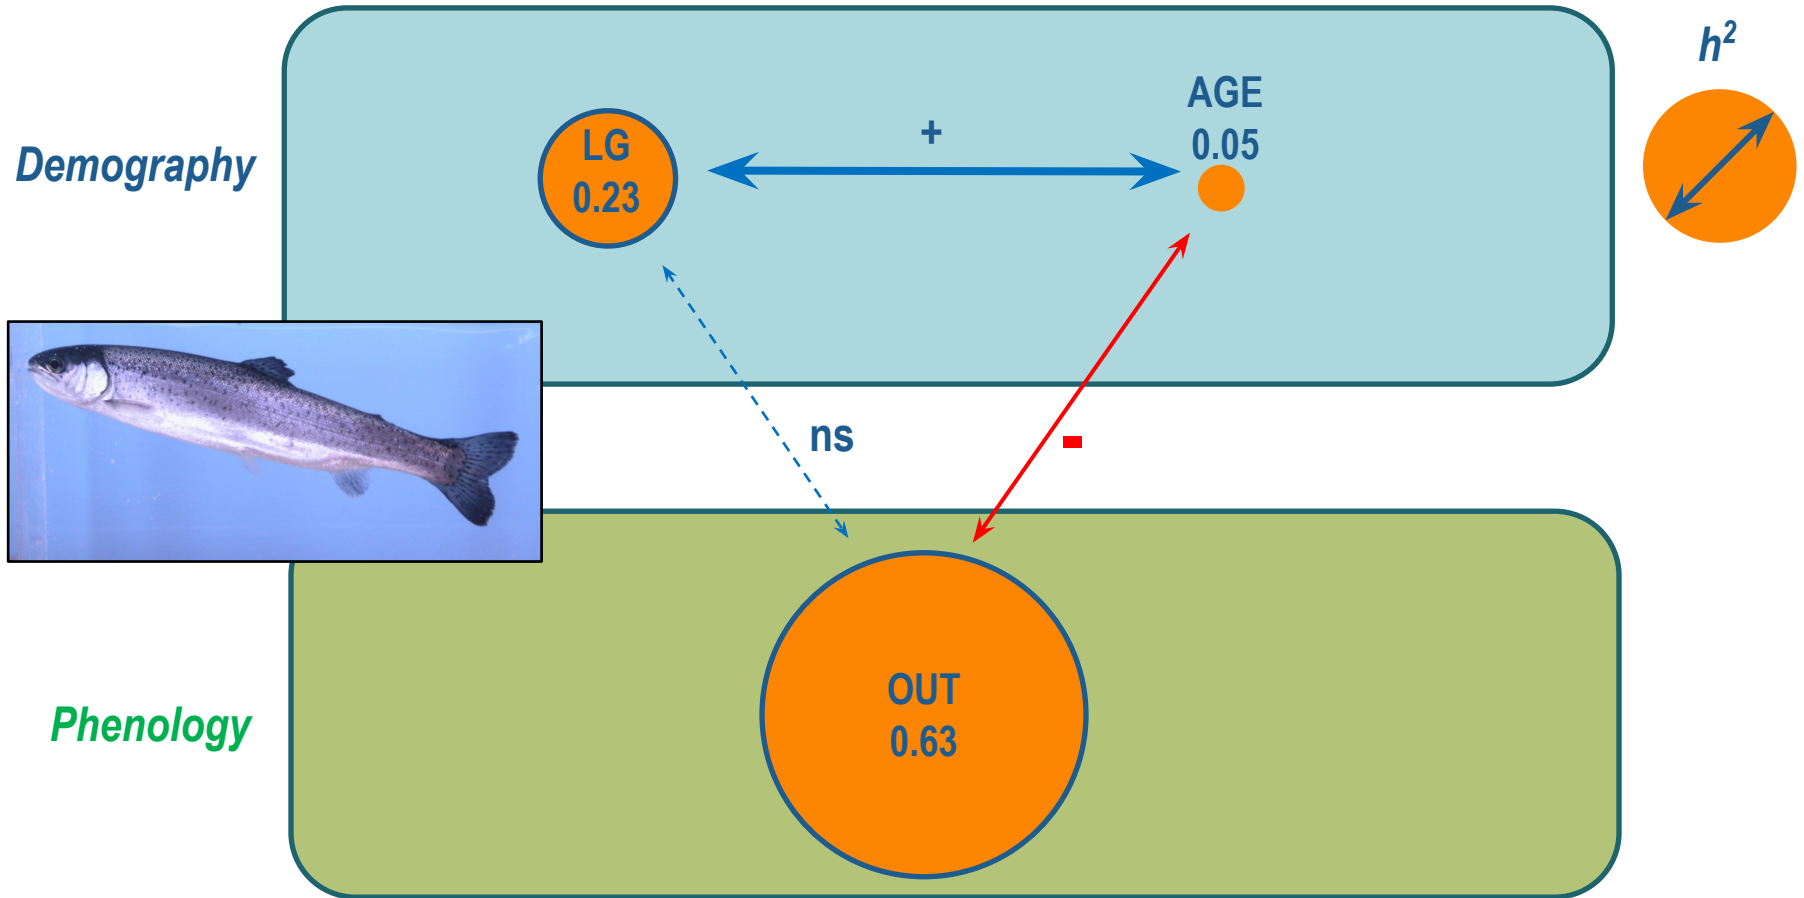 h²
AGE
0.05
+
LG
0.23
Demography
ns
-
OUT
0.63
Phenology